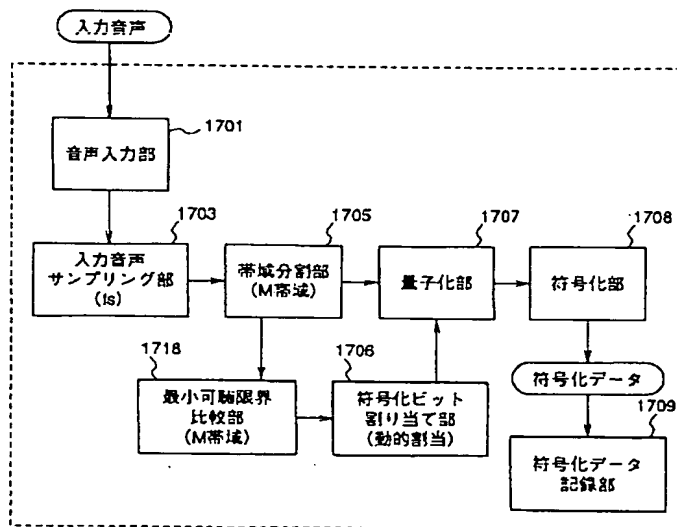 入力音声
1701
音声入力部
1703
入力音声
サンプリング部
(fs)
1705
帯域分割部
(M帯域)
1707
量子化部
1708
符号化部
1718
最小可聴限界
比較部
(M帯域)
1706
符号化ビット
割り当て部
(動的割当)
符号化データ
1709
符号化データ
記録部